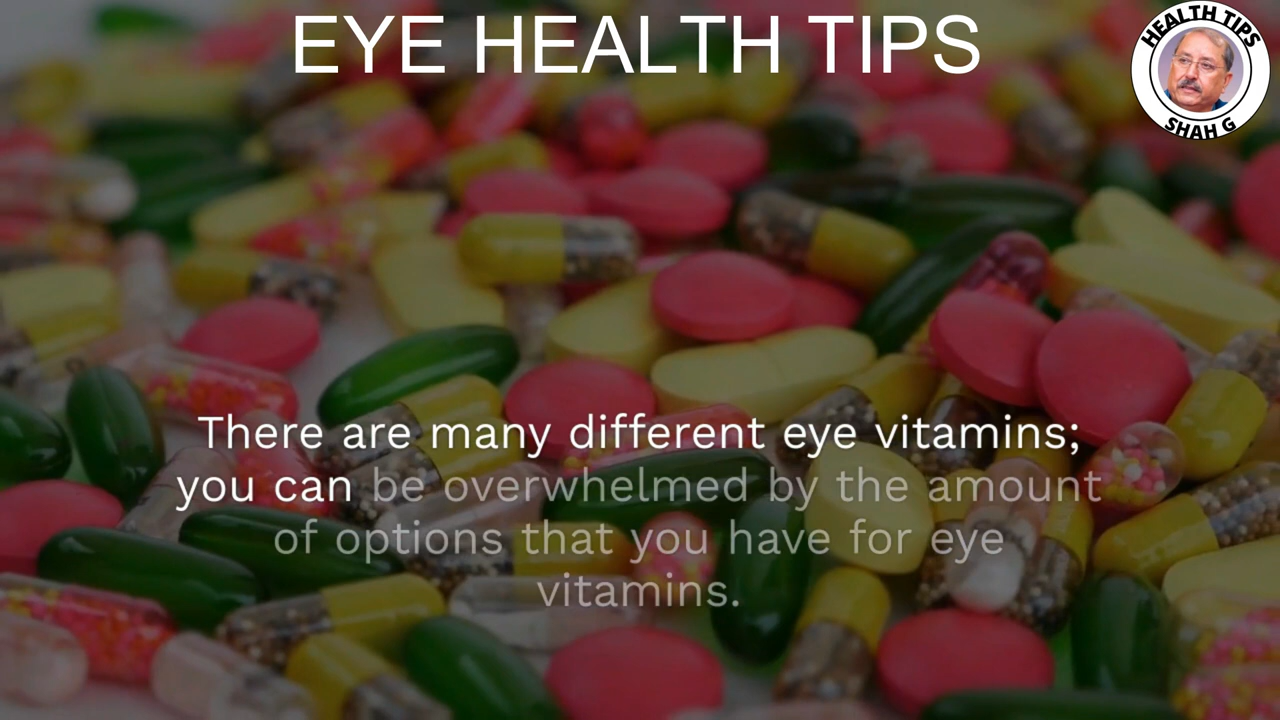 EYE HEALTH TIPS
HEALTH TIPS
SHAH G
There are many different eye vitamins;
you can be overwhelmed by the amount
of options that you have for eye
vitamins.